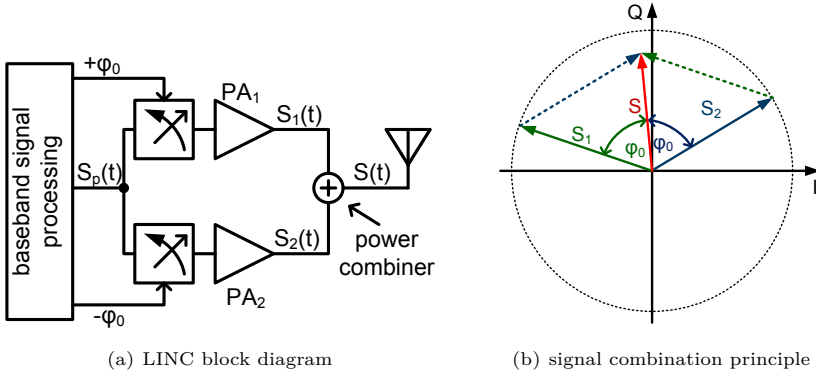 +φ₀
PA₁
S₁(t)
baseband signal
processing
Sₚ(t)
S(t)
S₂(t)
power
combiner
PA₂
-φ₀
(a) LINC block diagram
Q
S
S₁
S₂
φ₀
φ₀
I
(b) signal combination principle